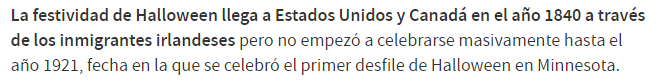 La festividad de Halloween llega a Estados Unidos y Canadá en el año 1840 a través
de los inmigrantes irlandeses pero no empezó a celebrarse masivamente hasta el
año 1921, fecha en la que se celebró el primer desfile de Halloween en Minnesota.